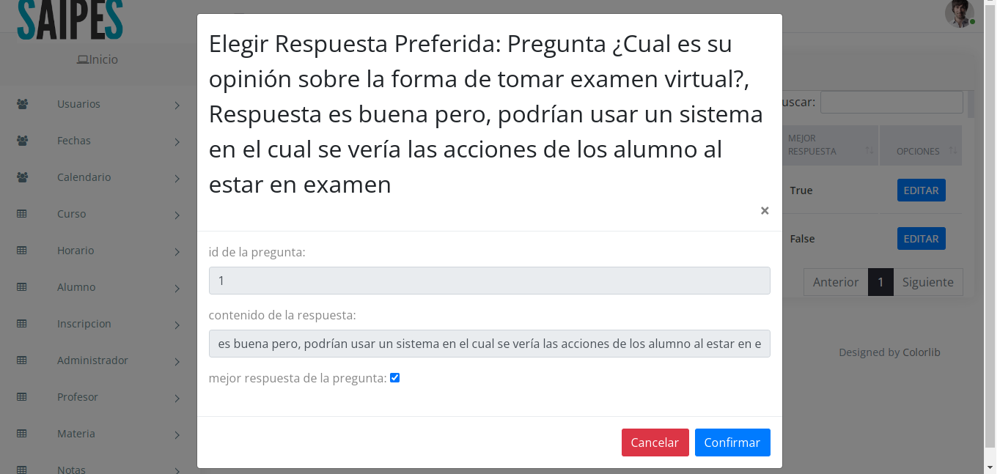 SAIPES
Inicio
Usuarios
Fechas
Calendario
Curso
Horario
Alumno
Inscripcion
Administrador
Profesor
Materia
Notas
Elegir Respuesta Preferida: Pregunta ¿Cual es su
opinión sobre la forma de tomar examen virtual?,
Respuesta es buena pero, podrían usar un sistema
en el cual se vería las acciones de los alumno al
estar en examen
×
id de la pregunta:
1
contenido de la respuesta:
es buena pero, podrían usar un sistema en el cual se vería las acciones de los alumno al estar en e
mejor respuesta de la pregunta:
Cancelar Confirmar
uscar:
MEJOR
RESPUESTA OPCIONES
True EDITAR
False EDITAR
Anterior 1 Siguiente
Designed by Colorlib